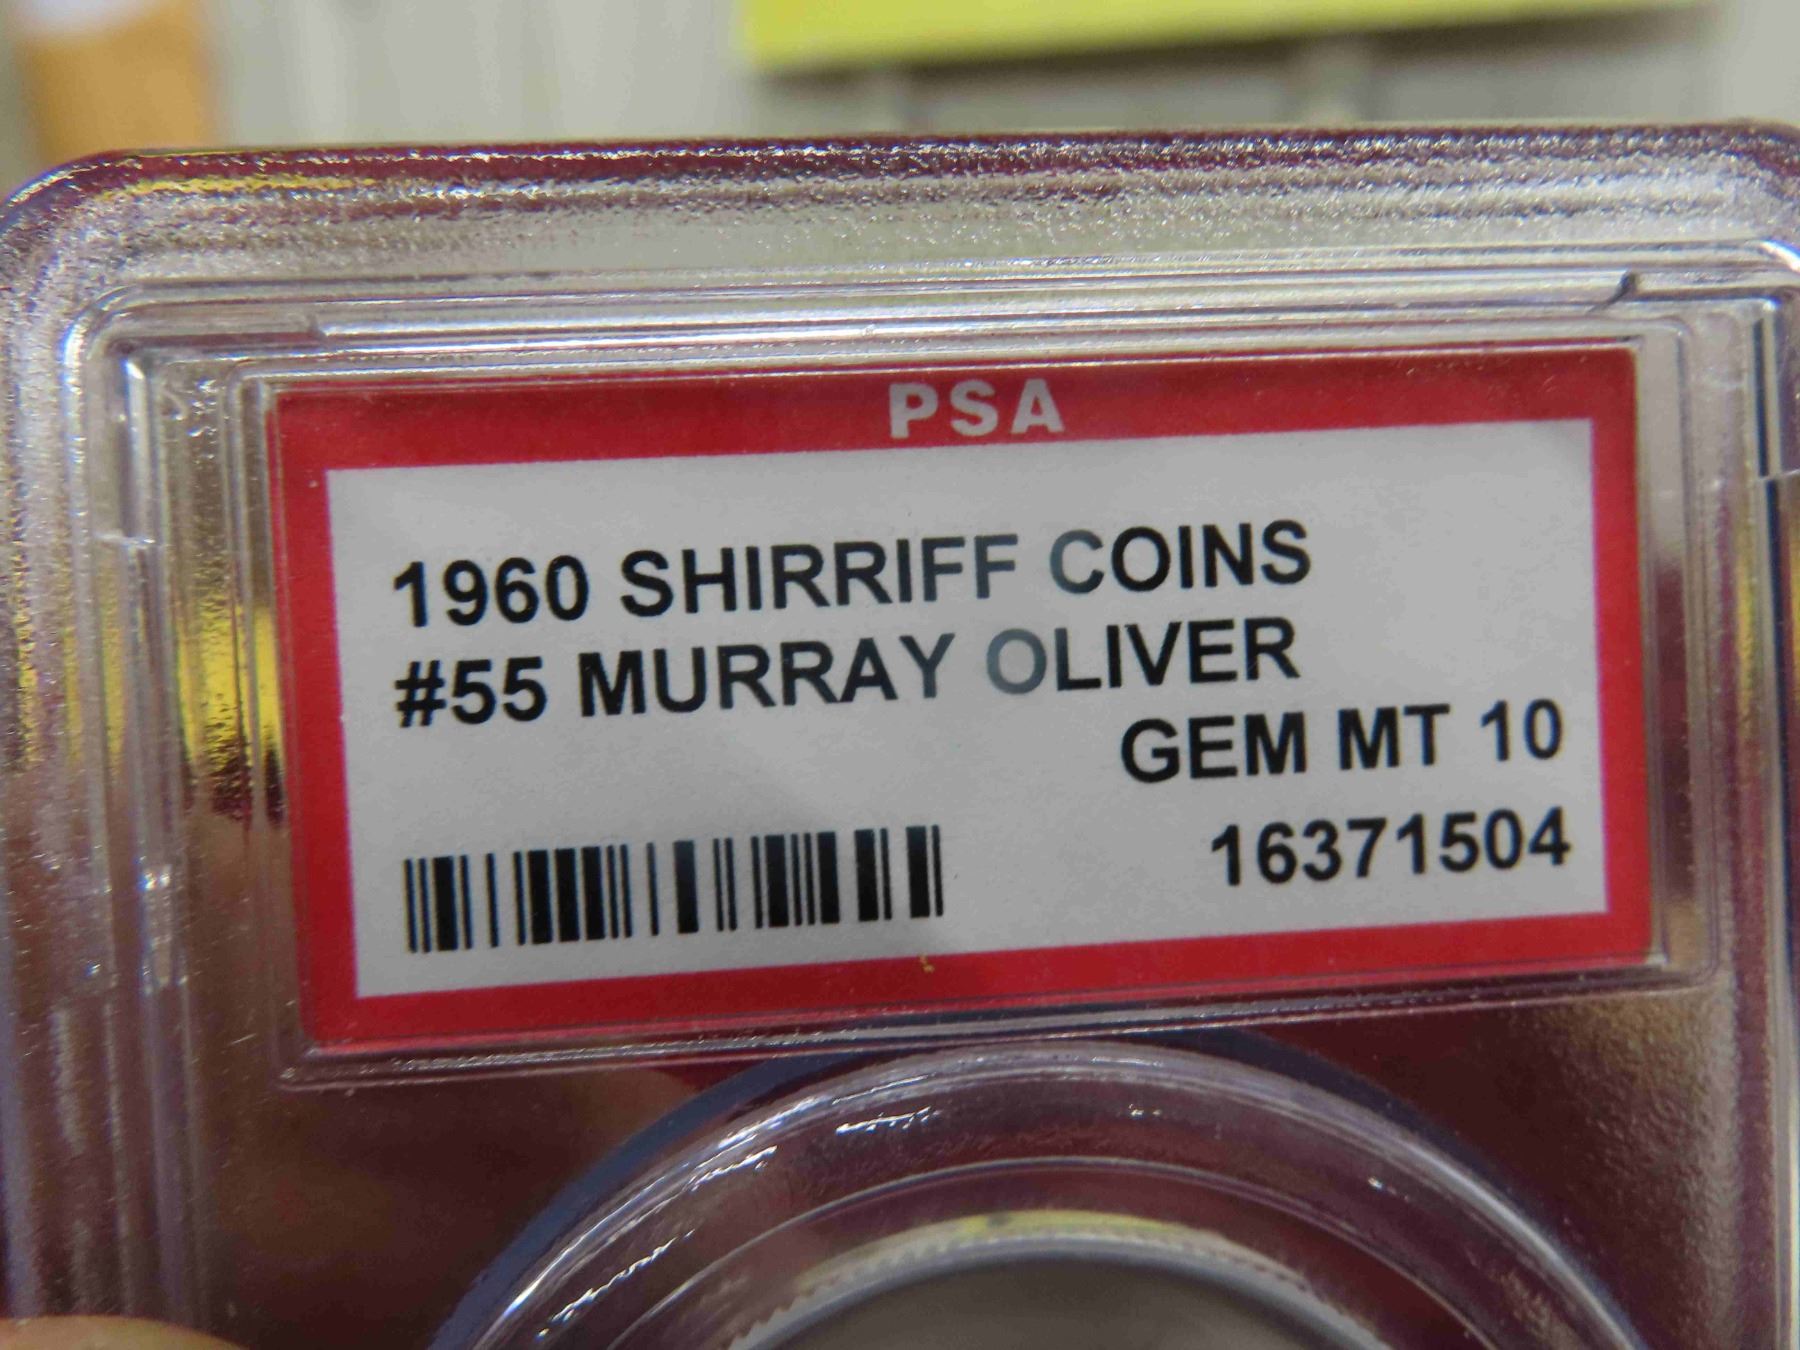 PSA
1960 SHIRRIFF COINS
#55 MURRAY OLIVER
GEM MT 10
16371504